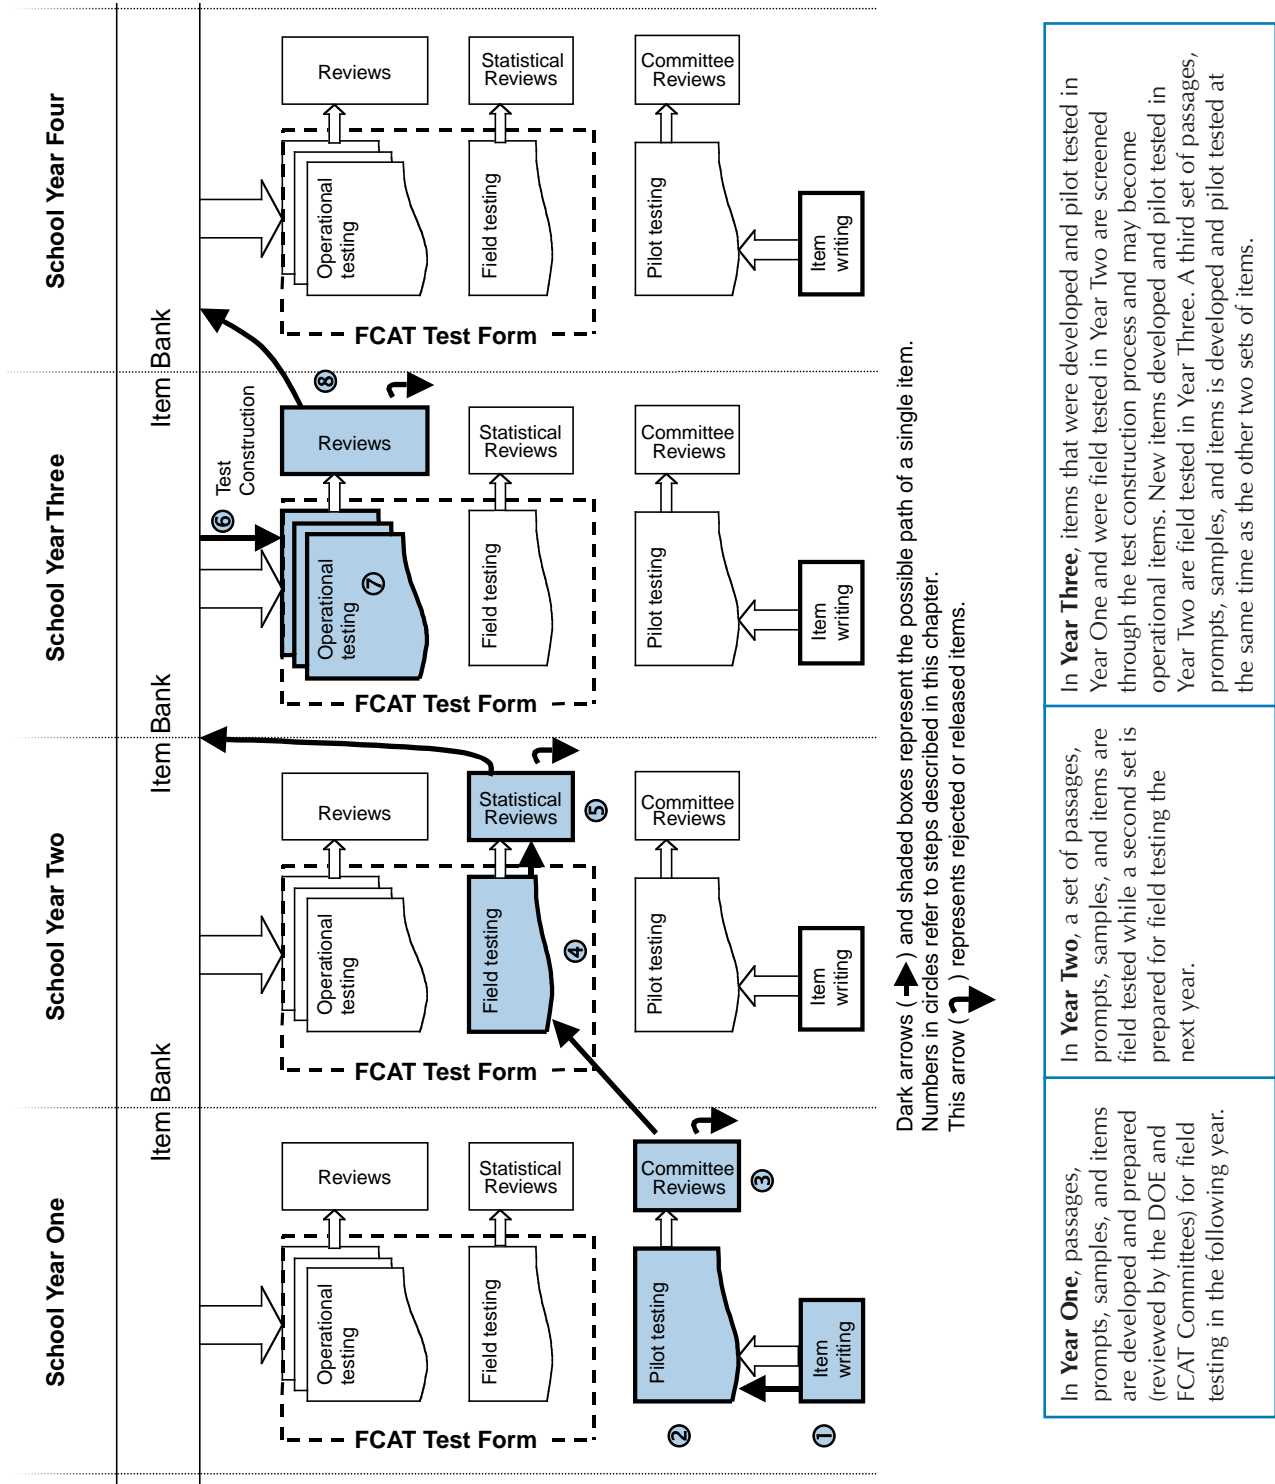 School Year One
School Year Two
School Year Three
School Year Four
Item Bank
Item Bank
Item Bank
Operational
testing
Reviews
Field testing
Statistical
Reviews
FCAT Test Form
Pilot testing
Committee
Reviews
Item
writing
①
②
③
Operational
testing
Reviews
Field testing
Statistical
Reviews
FCAT Test Form
④
⑤
Pilot testing
Committee
Reviews
Item
writing
⑥ Test
Construction
Operational
testing
⑦
Reviews
⑧
Field testing
Statistical
Reviews
FCAT Test Form
Pilot testing
Committee
Reviews
Item
writing
Operational
testing
Reviews
Field testing
Statistical
Reviews
FCAT Test Form
Pilot testing
Committee
Reviews
Item
writing
Dark arrows ( ) and shaded boxes represent the possible path of a single item.
Numbers in circles refer to steps described in this chapter.
This arrow ( ) represents rejected or released items.
In Year One, passages,
prompts, samples, and items
are developed and prepared
(reviewed by the DOE and
FCAT Committees) for field
testing in the following year.
In Year Two, a set of passages,
prompts, samples, and items are
field tested while a second set is
prepared for field testing the
next year.
In Year Three, items that were developed and pilot tested in
Year One and were field tested in Year Two are screened
through the test construction process and may become
operational items. New items developed and pilot tested in
Year Two are field tested in Year Three. A third set of passages,
prompts, samples, and items is developed and pilot tested at
the same time as the other two sets of items.